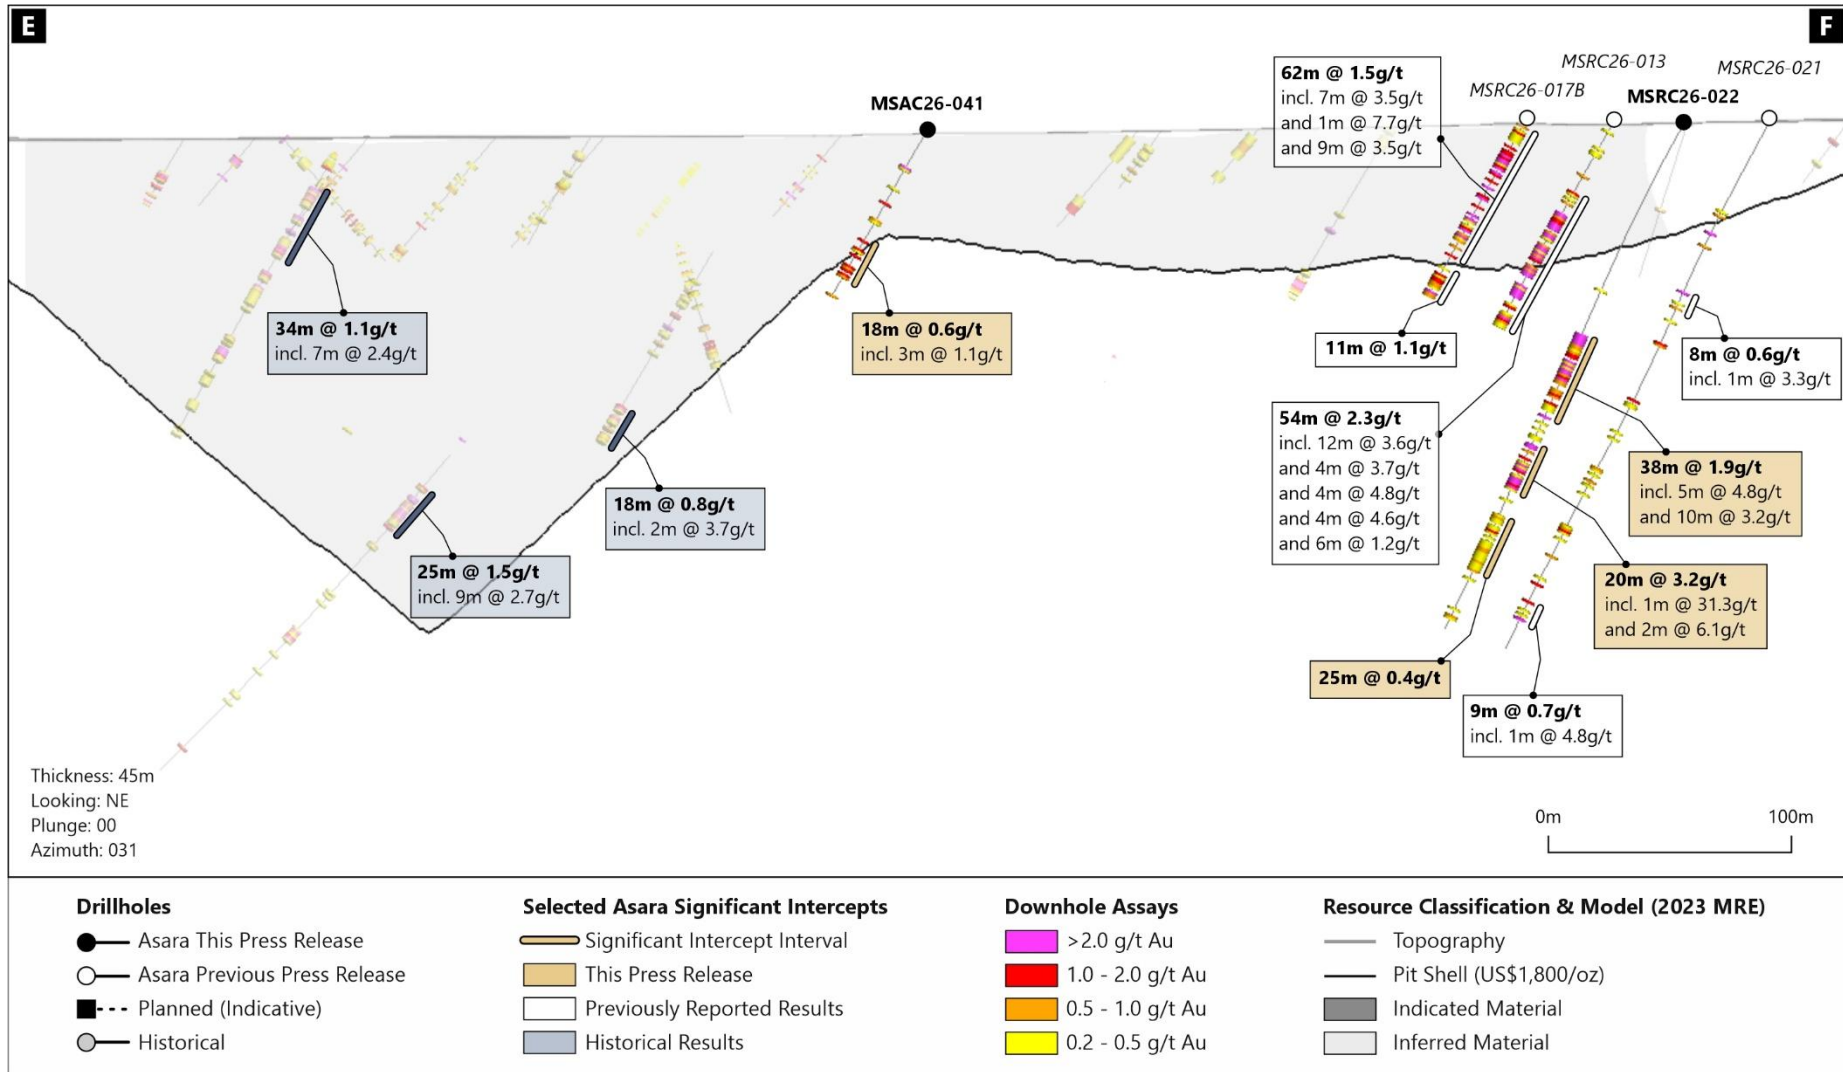 E
F
MSAC26-041
MSRC26-017B
MSRC26-013
MSRC26-022
MSRC26-021
62m @ 1.5g/t
incl. 7m @ 3.5g/t
and 1m @ 7.7g/t
and 9m @ 3.5g/t
34m @ 1.1g/t
incl. 7m @ 2.4g/t
18m @ 0.6g/t
incl. 3m @ 1.1g/t
11m @ 1.1g/t
8m @ 0.6g/t
incl. 1m @ 3.3g/t
54m @ 2.3g/t
incl. 12m @ 3.6g/t
and 4m @ 3.7g/t
and 4m @ 4.8g/t
and 4m @ 4.6g/t
and 6m @ 1.2g/t
38m @ 1.9g/t
incl. 5m @ 4.8g/t
and 10m @ 3.2g/t
18m @ 0.8g/t
incl. 2m @ 3.7g/t
25m @ 1.5g/t
incl. 9m @ 2.7g/t
20m @ 3.2g/t
incl. 1m @ 31.3g/t
and 2m @ 6.1g/t
25m @ 0.4g/t
9m @ 0.7g/t
incl. 1m @ 4.8g/t
Thickness: 45m
Looking: NE
Plunge: 00
Azimuth: 031
0m
100m
Drillholes
Asara This Press Release
Asara Previous Press Release
Planned (Indicative)
Historical
Selected Asara Significant Intercepts
Significant Intercept Interval
This Press Release
Previously Reported Results
Historical Results
Downhole Assays
>2.0 g/t Au
1.0 - 2.0 g/t Au
0.5 - 1.0 g/t Au
0.2 - 0.5 g/t Au
Resource Classification & Model (2023 MRE)
Topography
Pit Shell (US$1,800/oz)
Indicated Material
Inferred Material